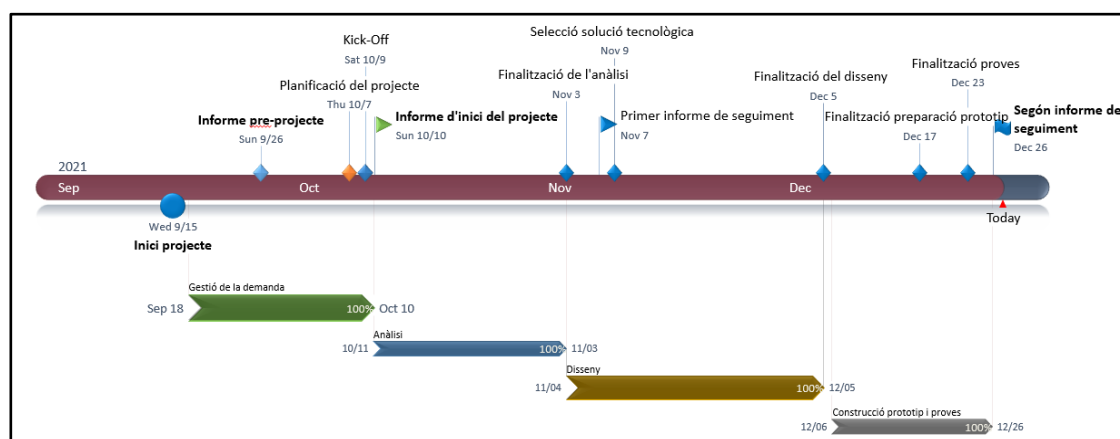 Selecció solució tecnològica
Nov 9
Kick-Off
Sat 10/9
Finalització proves
Dec 23
Planificació del projecte
Thu 10/7
Finalització de l'anàlisi
Nov 3
Finalització del disseny
Dec 5
Informe pre-projecte
Sun 9/26
Informe d'inici del projecte
Sun 10/10
Primer informe de seguiment
Nov 7
Finalització preparació prototip
Dec 17
Segón informe de
seguiment
Dec 26
2021
Sep
Oct
Nov
Dec
Today
Wed 9/15
Inici projecte
Gestió de la demanda
Sep 18
100%
Oct 10
Anàlisi
10/11
100%
11/03
Disseny
11/04
100%
12/05
Construcció prototip i proves
12/06
100%
12/26